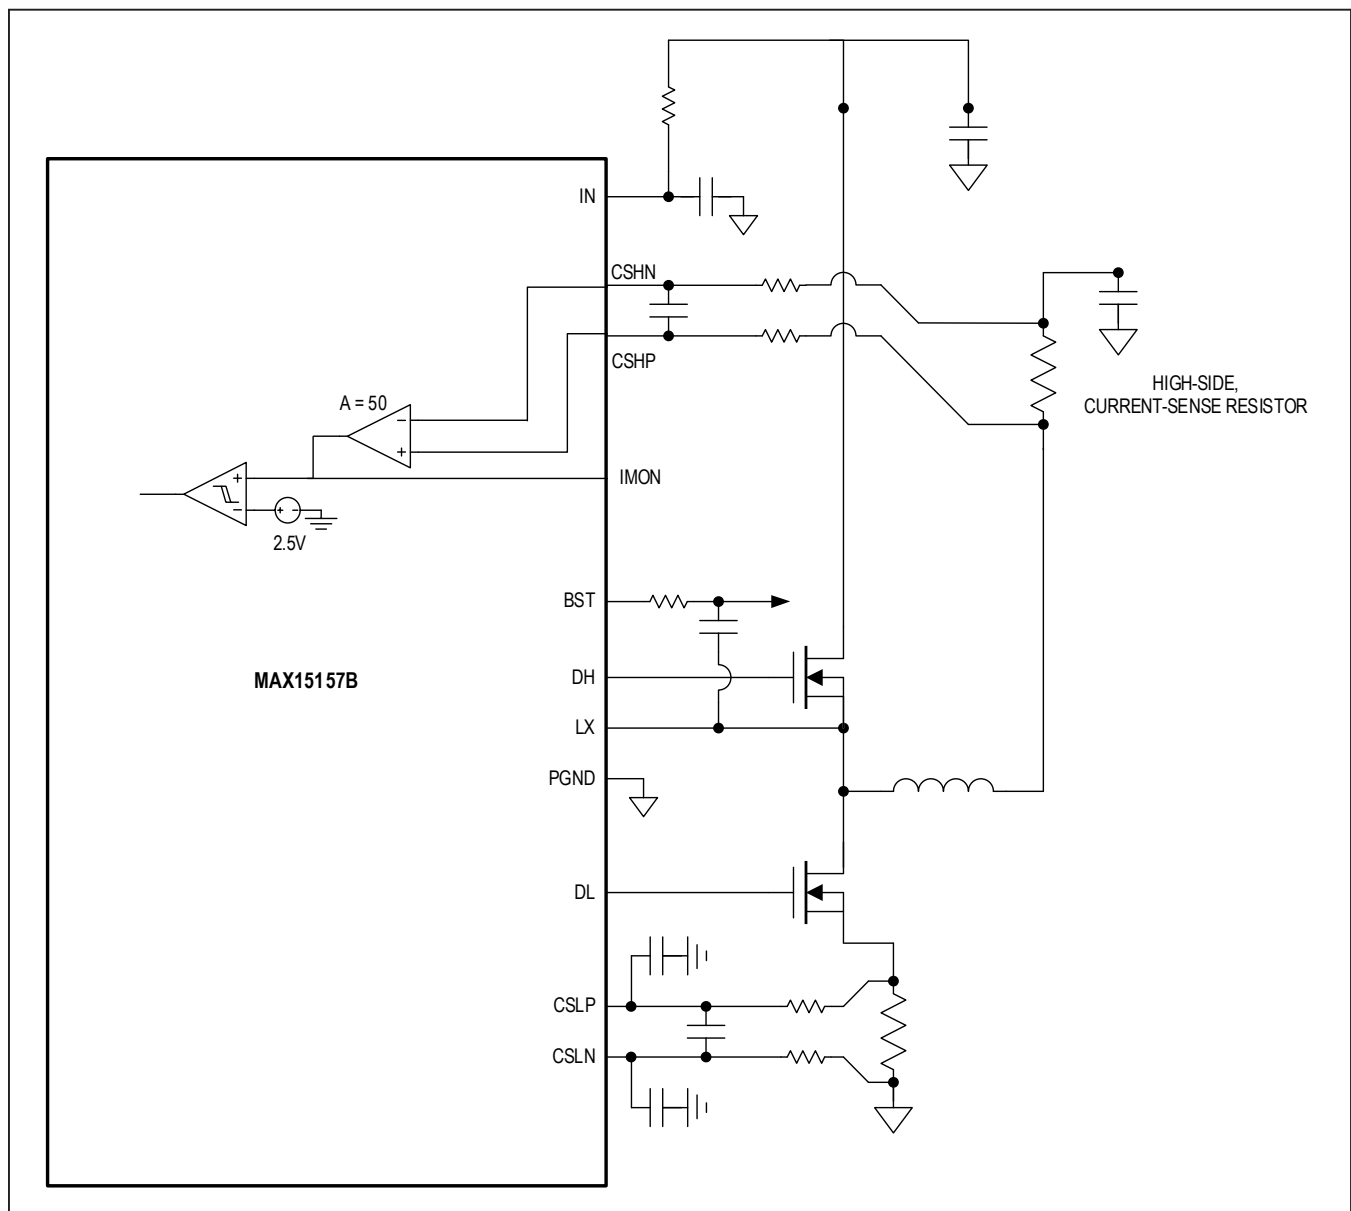 IN
CSHN
CSHP
HIGH-SIDE,
CURRENT-SENSE RESISTOR
A = 50
-
+
IMON
+
-
+ -
2.5V
BST
DH
MAX15157B
LX
PGND
DL
CSLP
CSLN